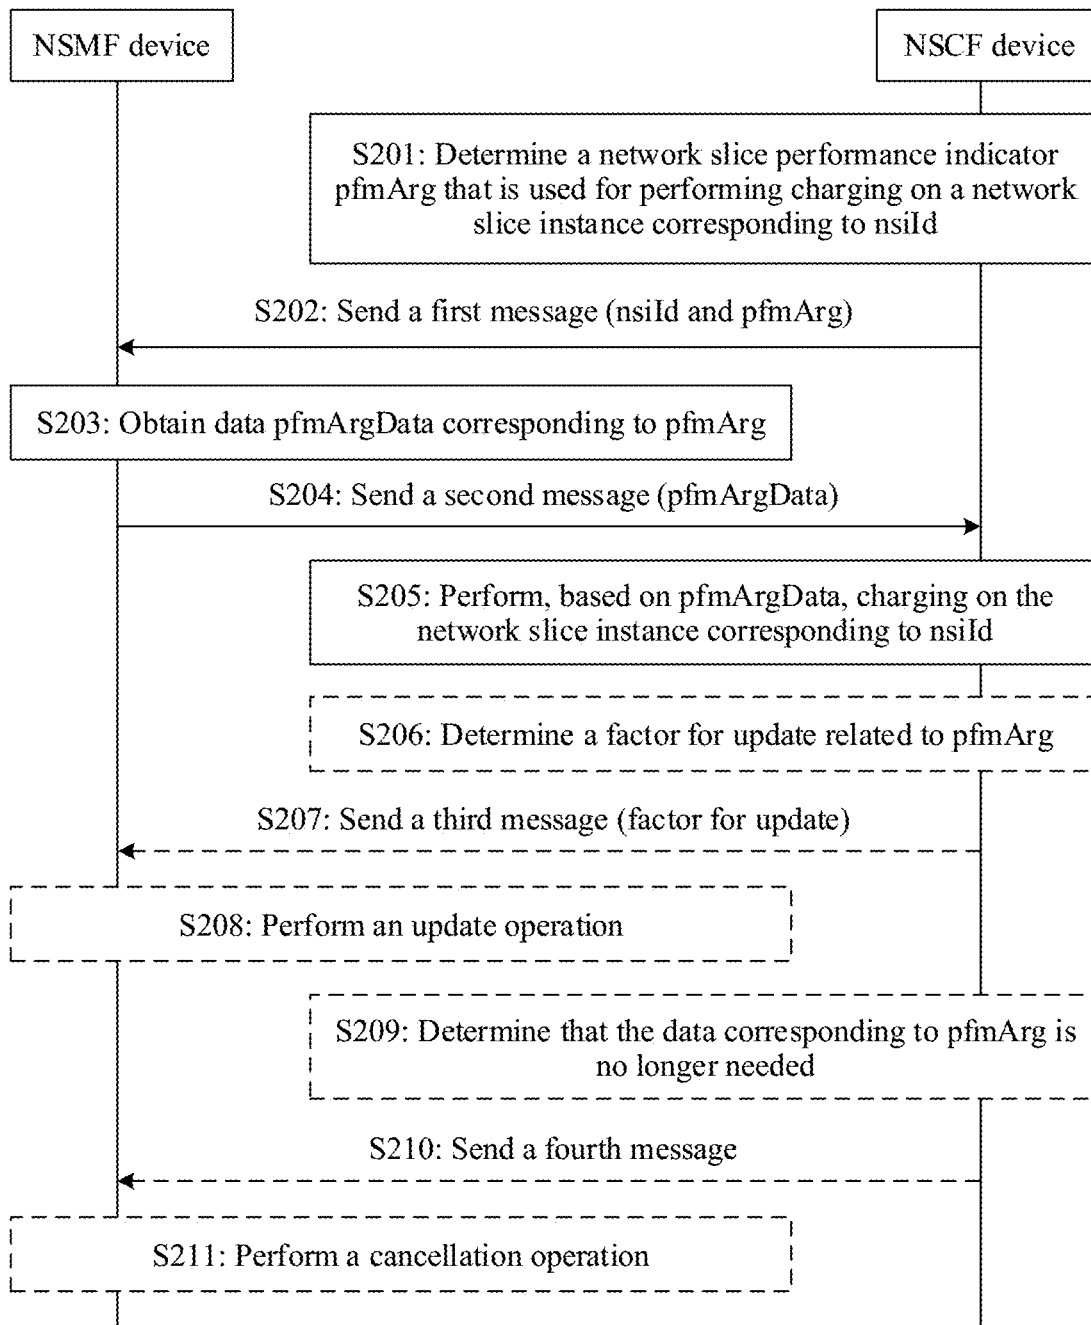 NSMF device
NSCF device
S201: Determine a network slice performance indicator
pfmArg that is used for performing charging on a network
slice instance corresponding to nsiId
S202: Send a first message (nsiId and pfmArg)
S203: Obtain data pfmArgData corresponding to pfmArg
S204: Send a second message (pfmArgData)
S205: Perform, based on pfmArgData, charging on the
network slice instance corresponding to nsiId
S206: Determine a factor for update related to pfmArg
S207: Send a third message (factor for update)
S208: Perform an update operation
S209: Determine that the data corresponding to pfmArg is
no longer needed
S210: Send a fourth message
S211: Perform a cancellation operation